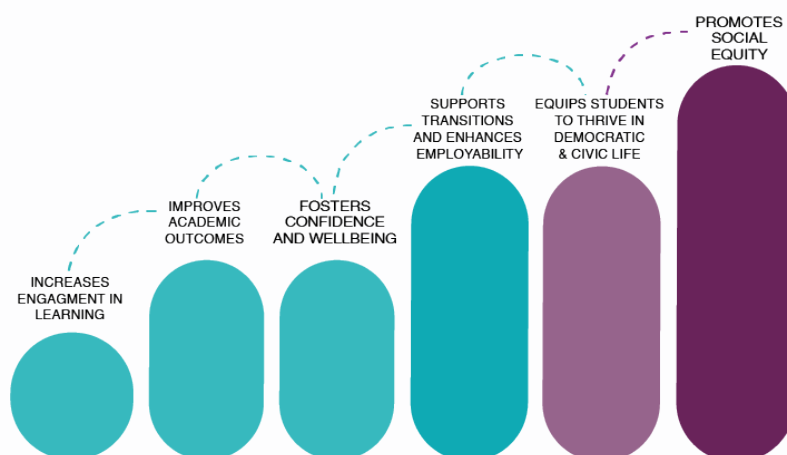 INCREASES
ENGAGMENT IN
LEARNING
IMPROVES
ACADEMIC
OUTCOMES
FOSTERS
CONFIDENCE
AND WELLBEING
SUPPORTS
TRANSITIONS
AND ENHANCES
EMPLOYABILITY
EQUIPS STUDENTS
TO THRIVE IN
DEMOCRATIC
& CIVIC LIFE
PROMOTES
SOCIAL
EQUITY